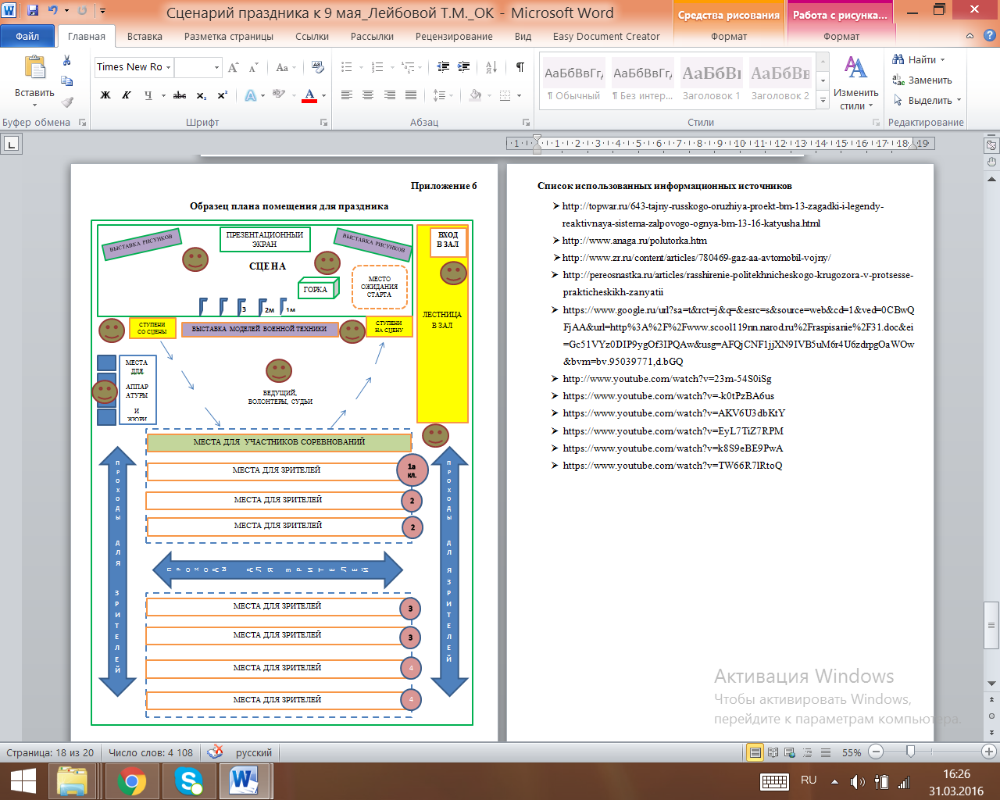 Сценарий праздника к 9 мая_Лейбовой Т.М._ОК - Microsoft Word
Средства рисования
Работа с рисунка...
Файл
Главная
Вставка
Разметка страницы
Ссылки
Рассылки
Рецензирование
Вид
Easy Document Creator
Формат
Формат
Вставить
Буфер обмена
Times New Ro
Ж К Ч abc x₂ x²
Шрифт
Абзац
АаБбВвГг,
АаБбВвГг,
АаБбВı
АаБбВв
¶ Обычный
¶ Без интер...
Заголовок 1
Заголовок 2
Стили
Изменить
стили
Найти
Заменить
Выделить
Редактирование
1 1 2 3 4 5 6 7 8 9 10 11 12 13 14 15 16 17 18 19
Приложение 6
Образец плана помещения для праздника
ВЫСТАВКА РИСУНКОВ
ПРЕЗЕНТАЦИОННЫЙ
ЭКРАН
ВЫСТАВКА РИСУНКОВ
ВХОД
В ЗАЛ
СЦЕНА
ГОРКА
МЕСТО
ОЖИДАНИЯ
СТАРТА
3
2м
1м
ЛЕСТНИЦА
В ЗАЛ
СТУПЕНИ
СО СЦЕНЫ
ВЫСТАВКА МОДЕЛЕЙ ВОЕННОЙ ТЕХНИКИ
СТУПЕНИ
НА СЦЕНУ
МЕСТА
ДЛЯ
АППАР
АТУРЫ
И
ЖЮРИ
ВЕДУЩИЙ,
ВОЛОНТЕРЫ, СУДЬИ
МЕСТА ДЛЯ УЧАСТНИКОВ СОРЕВНОВАНИЙ
МЕСТА ДЛЯ ЗРИТЕЛЕЙ
1а
кл.
МЕСТА ДЛЯ ЗРИТЕЛЕЙ
2
МЕСТА ДЛЯ ЗРИТЕЛЕЙ
2
ПРОХОДЫ ДЛЯ ЗРИТЕЛЕЙ
ПРОХОДЫ ДЛЯ ЗРИТЕЛЕЙ
ПРОХОДЫ ДЛЯ ЗРИТЕЛЕЙ
МЕСТА ДЛЯ ЗРИТЕЛЕЙ
3
МЕСТА ДЛЯ ЗРИТЕЛЕЙ
3
МЕСТА ДЛЯ ЗРИТЕЛЕЙ
4
МЕСТА ДЛЯ ЗРИТЕЛЕЙ
4
Список использованных информационных источников
http://topwar.ru/643-tajny-russkogo-oruzhiya-proekt-bm-13-zagadki-i-legendy-
reaktivnaya-sistema-zalpovogo-ognya-bm-13-16-katyusha.html
http://www.anaga.ru/polutorka.htm
http://www.zr.ru/content/articles/780469-gaz-aa-avtomobil-vojny/
http://pereosnastka.ru/articles/rasshirenie-politekhnicheskogo-krugozora-v-protsesse-
prakticheskikh-zanyatii
https://www.google.ru/url?sa=t&rct=j&q=&esrc=s&source=web&cd=1&ved=0CBwQ
FjAA&url=http%3A%2F%2Fwww.scool119nn.narod.ru%2Fraspisanie%2F31.doc&ei
=Gc51VYz0DIP9ygOf3IPQAw&usg=AFQjCNF1jjXN9IVB5uM6r4U6zdrpgOaWOw
&bvm=bv.95039771,d.bGQ
http://www.youtube.com/watch?v=23m-54S0iSg
https://www.youtube.com/watch?v=-k0tPzBA6us
https://www.youtube.com/watch?v=AKV6U3dbKtY
https://www.youtube.com/watch?v=EyL7TiZ7RPM
https://www.youtube.com/watch?v=k8S9eBE9PwA
https://www.youtube.com/watch?v=TW66R7lRtoQ
Активация Windows
Чтобы активировать Windows,
перейдите к параметрам компьютера.
Страница: 18 из 20
Число слов: 4 108
русский
55%
RU
16:26
31.03.2016